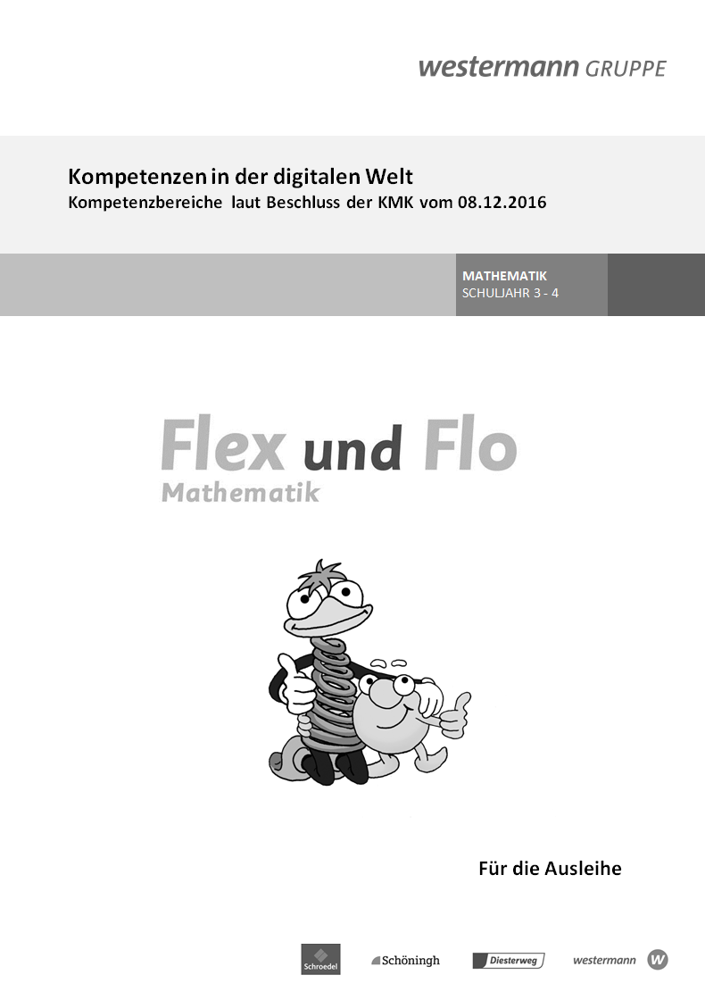 westermann GRUPPE
Kompetenzen in der digitalen Welt
Kompetenzbereiche laut Beschluss der KMK vom 08.12.2016
MATHEMATIK
SCHULJAHR 3 - 4
Flex und Flo
Mathematik
Für die Ausleihe
Schroedel
Schöningh
Diesterweg
westermann W